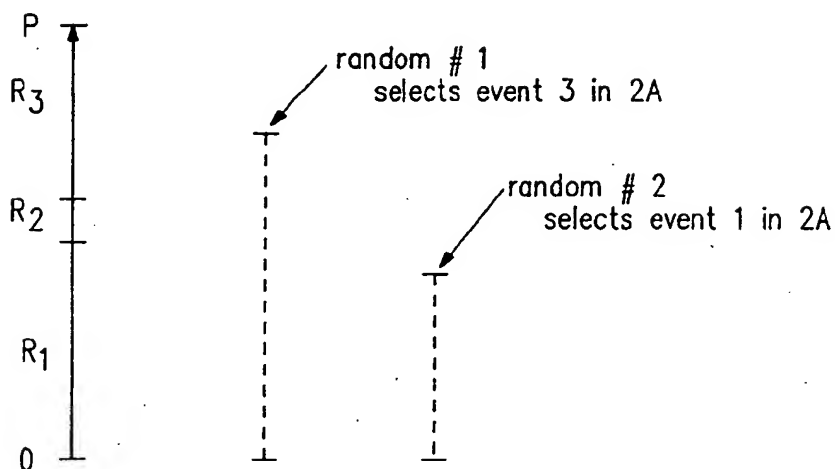 P
random # 1
selects event 3 in 2A
R3
random # 2
selects event 1 in 2A
R2
R1
0